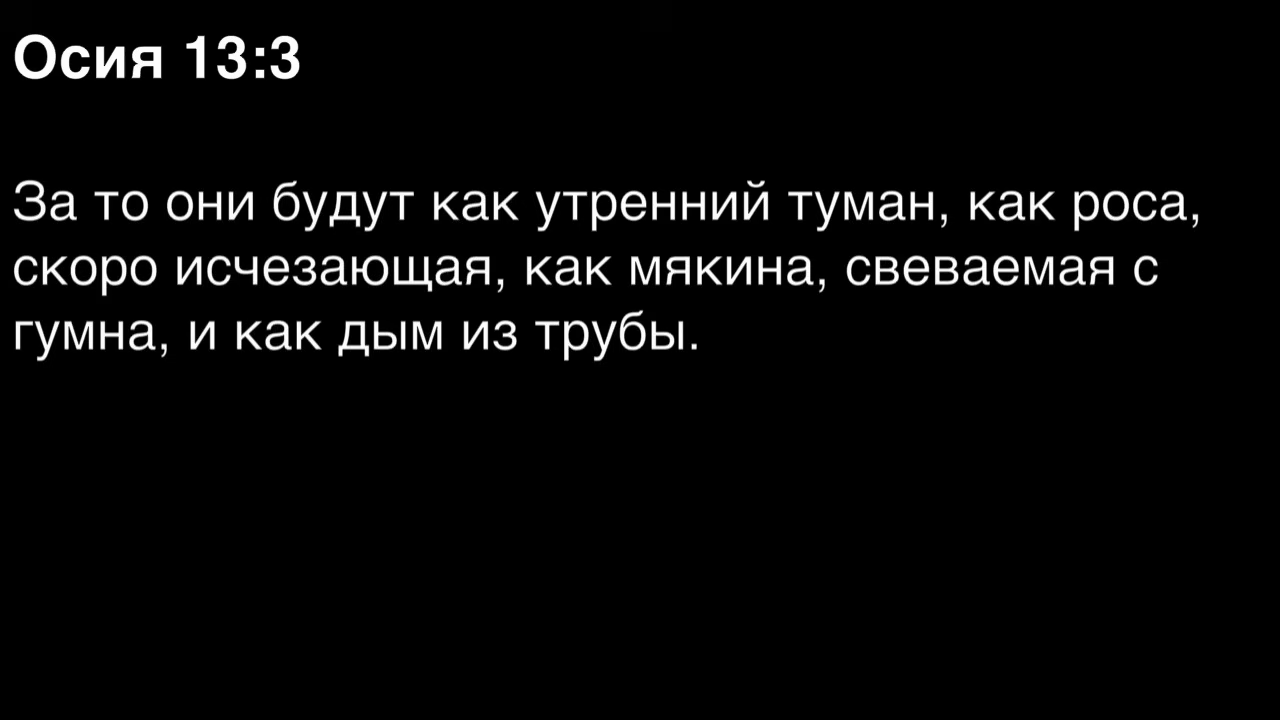 Осия 13:3
За то они будут как утренний туман, как роса,
скоро исчезающая, как мякина, свеваемая с
гумна, и как дым из трубы.